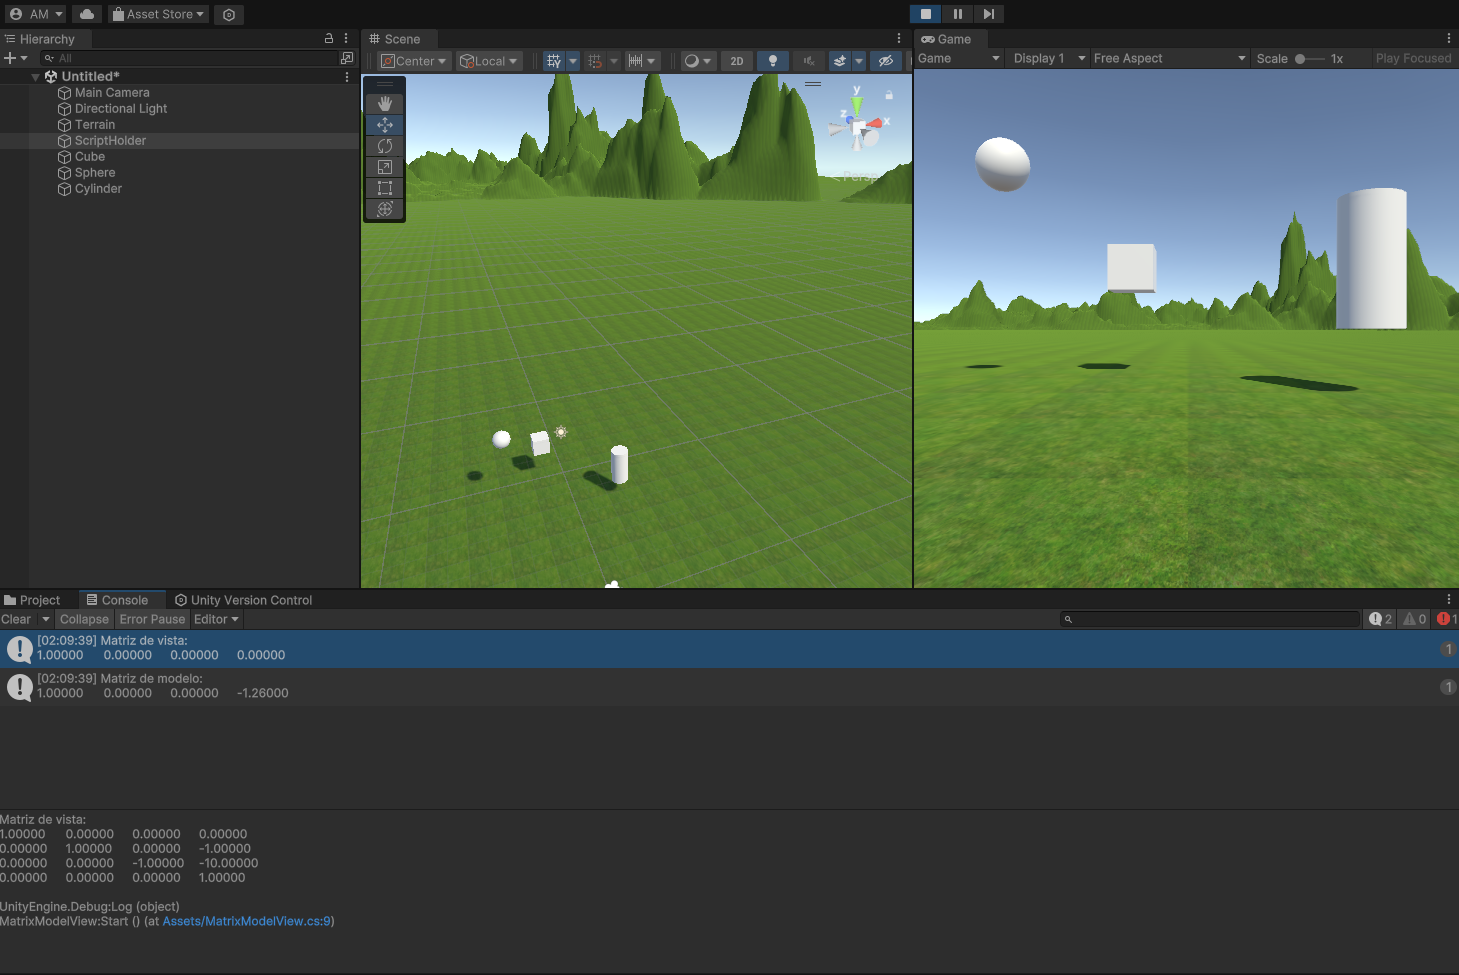 AM
Asset Store
Hierarchy
All
Untitled*
Main Camera
Directional Light
Terrain
ScriptHolder
Cube
Sphere
Cylinder
Scene
Center
Local
2D
y
z
x
Persp
Game
Game
Display 1
Free Aspect
Scale
1x
Play Focused
Project
Console
Unity Version Control
Clear
Collapse
Error Pause
Editor
2
0
1
[02:09:39] Matriz de vista:
1.00000 0.00000 0.00000 0.00000
1
[02:09:39] Matriz de modelo:
1.00000 0.00000 0.00000 -1.26000
1
Matriz de vista:
1.00000 0.00000 0.00000 0.00000
0.00000 1.00000 0.00000 -1.00000
0.00000 0.00000 -1.00000 -10.00000
0.00000 0.00000 0.00000 1.00000
UnityEngine.Debug:Log (object)
MatrixModelView:Start () (at Assets/MatrixModelView.cs:9)